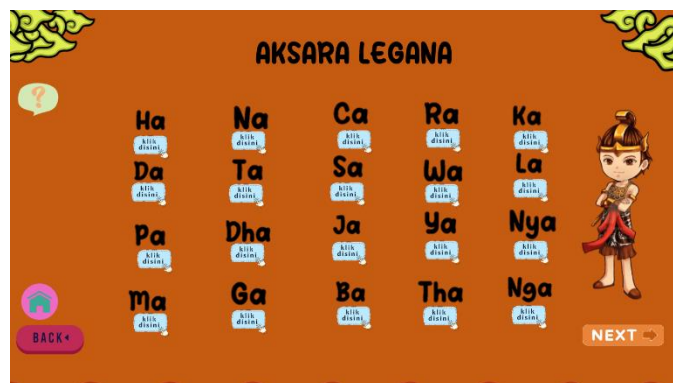 AKSARA LEGANA
?
Ha Na Ca Ra Ka
klik disini klik disini klik disini klik disini klik disini
Da Ta Sa Wa La
klik disini klik disini klik disini klik disini klik disini
Pa Dha Ja Ya Nya
klik disini klik disini klik disini klik disini klik disini
Ma Ga Ba Tha Nga
klik disini klik disini klik disini klik disini klik disini
BACK
NEXT